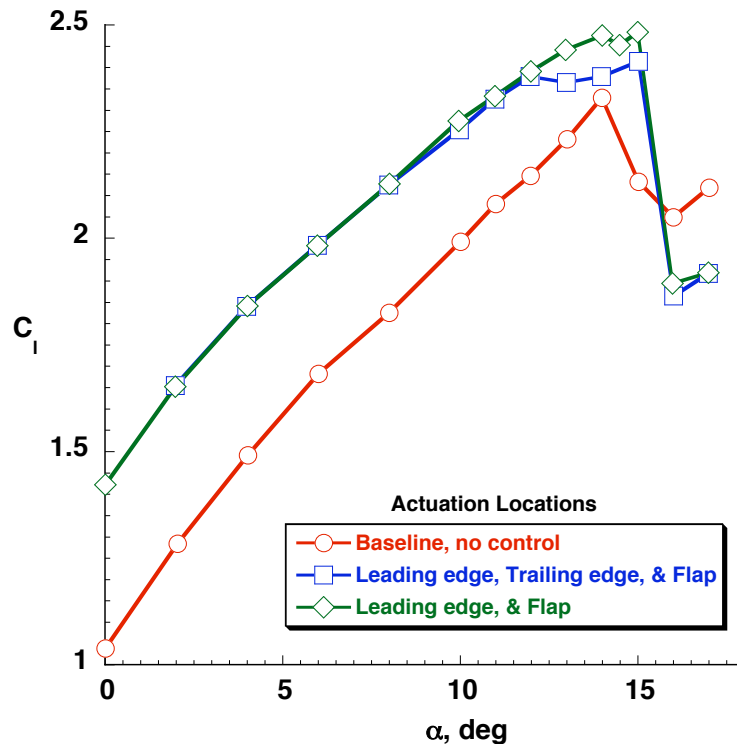 2.5
2
C_l
1.5
1
Actuation Locations
Baseline, no control
Leading edge, Trailing edge, & Flap
Leading edge, & Flap
0 5 10 15
α, deg